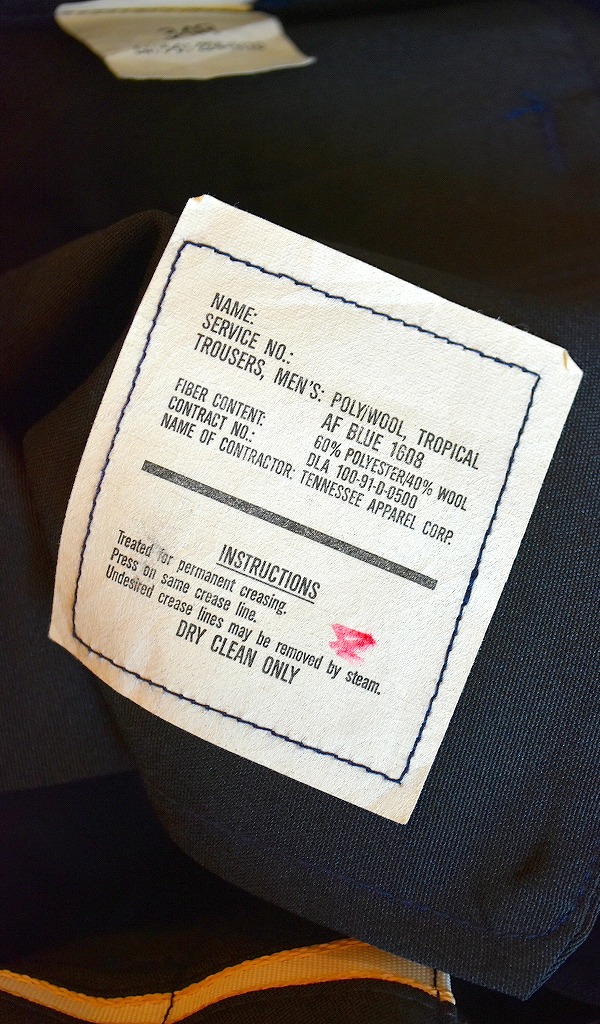 34R
NAME:
SERVICE NO.:
TROUSERS, MEN'S: POLY/WOOL, TROPICAL
AF BLUE 1608
FIBER CONTENT: 60% POLYESTER/40% WOOL
CONTRACT NO.: DLA 100-91-D-0500
NAME OF CONTRACTOR: TENNESSEE APPAREL CORP.
INSTRUCTIONS
Treated for permanent creasing.
Press on same crease line.
Undesired crease lines may be removed by steam.
DRY CLEAN ONLY